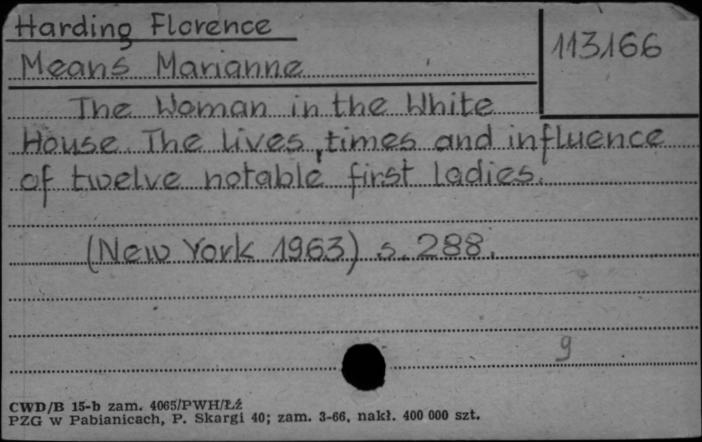 Harding Florence
113166
Means Marianne
The Woman in the White
House. The lives, times and influence
of twelve notable first ladies.
(New York 1963) s. 288.
9
CWD/B 15-b zam. 4065/PWH/Łź
PZG w Pabianicach, P. Skargi 40; zam. 3-66, nakł. 400 000 szt.